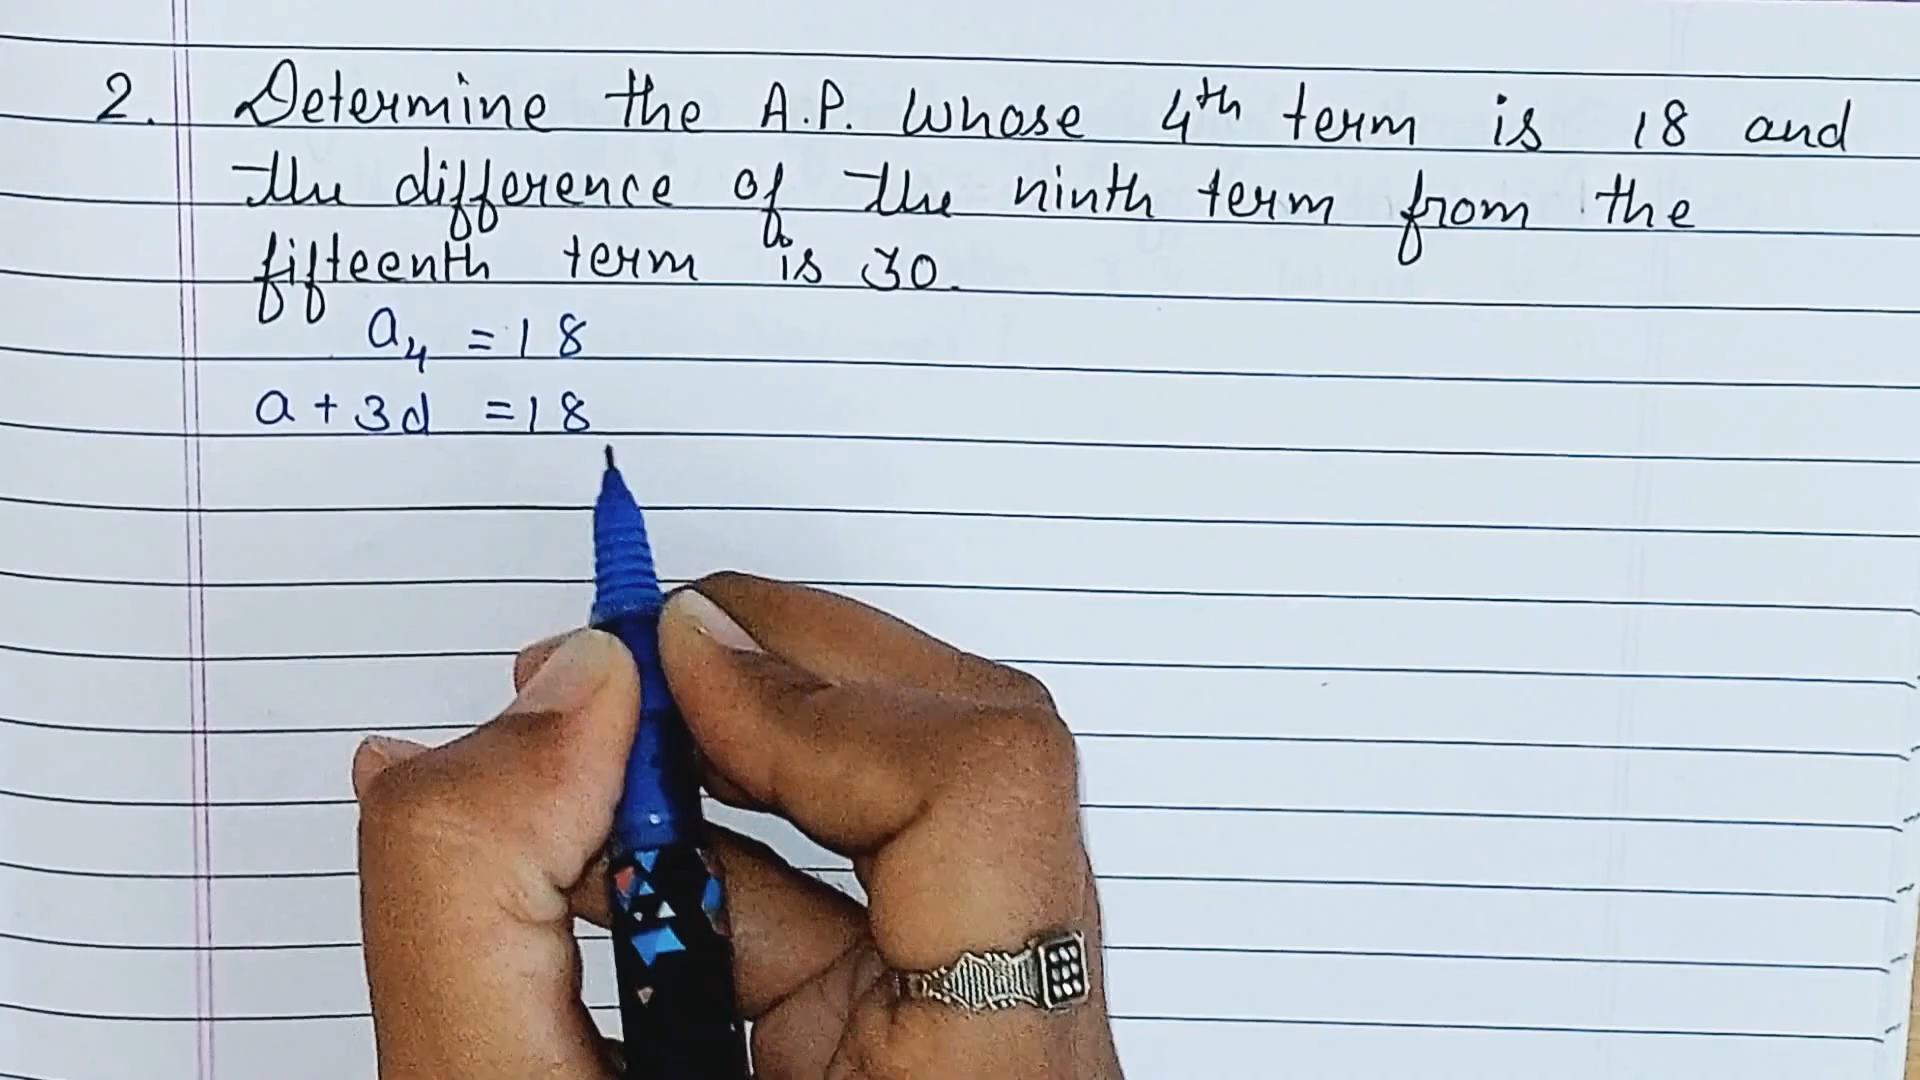 2. Determine the A.P. whose 4th term is 18 and
the difference of the ninth term from the
fifteenth term is 30.
a₄ = 18
a + 3d = 18